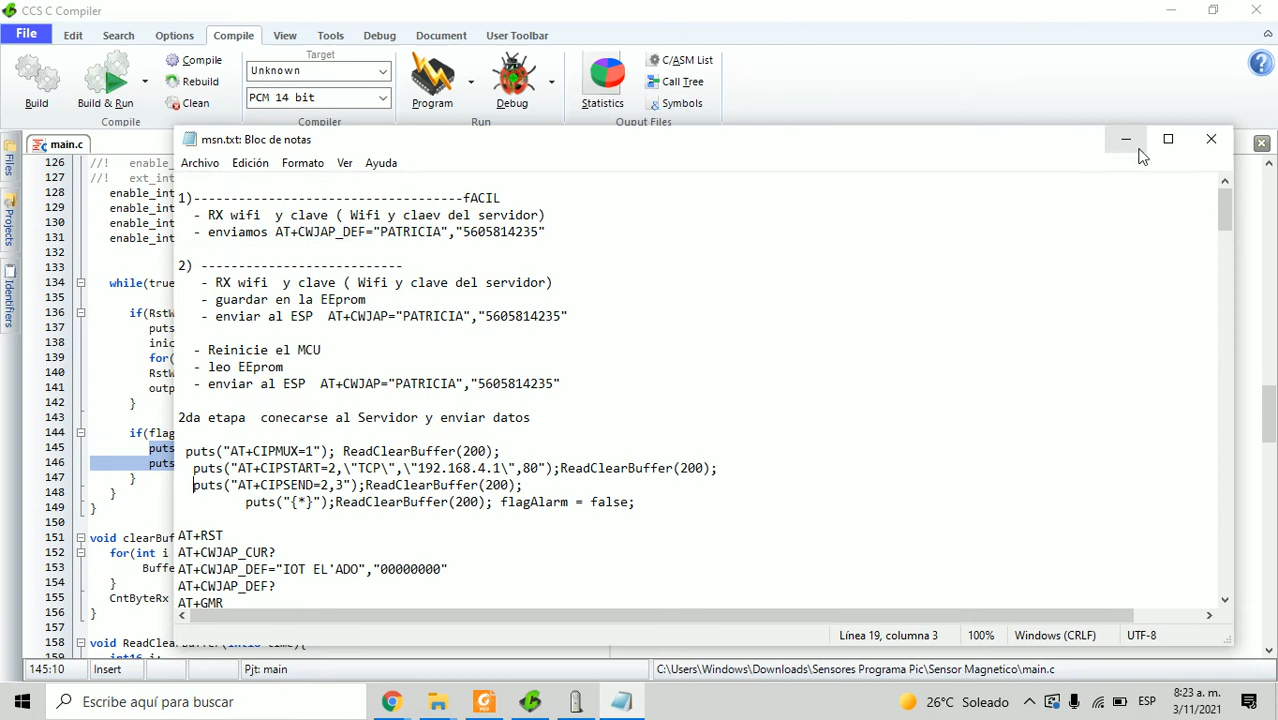 CCS C Compiler
File Edit Search Options Compile View Tools Debug Document User Toolbar
Build
Build & Run
Compile
Rebuild
Clean
Compile
Target
Unknown
PCM 14 bit
Compiler
Program
Debug
Run
Statistics
C/ASM List
Call Tree
Symbols
Ouput Files
Files
Projects
Identifiers
main.c
126 //! enable_
127 //! ext_int
128 enable_int
129 enable_int
130 enable_int
131 enable_int
132
133
134 while(true
135
136 if(RstW
137 puts
138 inic
139 for(
140 RstW
141 outp
142 }
143
144 if(flag
145 puts
146 puts
147 }
148 }
149 }
150
151 void clearBuf
152 for(int i
153 Buffe
154 }
155 CntByteRx
156 }
157
158 void ReadClearBuffer(int16 time){
msn.txt: Bloc de notas
Archivo Edición Formato Ver Ayuda
1)------------------------------------fACIL
- RX wifi y clave ( Wifi y claev del servidor)
- enviamos AT+CWJAP_DEF="PATRICIA","5605814235"
2) ---------------------------
- RX wifi y clave ( Wifi y clave del servidor)
- guardar en la EEprom
- enviar al ESP AT+CWJAP="PATRICIA","5605814235"
- Reinicie el MCU
- leo EEprom
- enviar al ESP AT+CWJAP="PATRICIA","5605814235"
2da etapa conecarse al Servidor y enviar datos
puts("AT+CIPMUX=1"); ReadClearBuffer(200);
puts("AT+CIPSTART=2,\"TCP\",\"192.168.4.1\",80");ReadClearBuffer(200);
puts("AT+CIPSEND=2,3");ReadClearBuffer(200);
puts("{*}");ReadClearBuffer(200); flagAlarm = false;
AT+RST
AT+CWJAP_CUR?
AT+CWJAP_DEF="IOT EL'ADO","00000000"
AT+CWJAP_DEF?
AT+GMR
Línea 19, columna 3 100% Windows (CRLF) UTF-8
145:10 Insert Pjt: main C:\Users\Windows\Downloads\Sensores Programa Pic\Sensor Magnetico\main.c
Escribe aquí para buscar
26°C Soleado
ESP
8:23 a. m.
3/11/2021